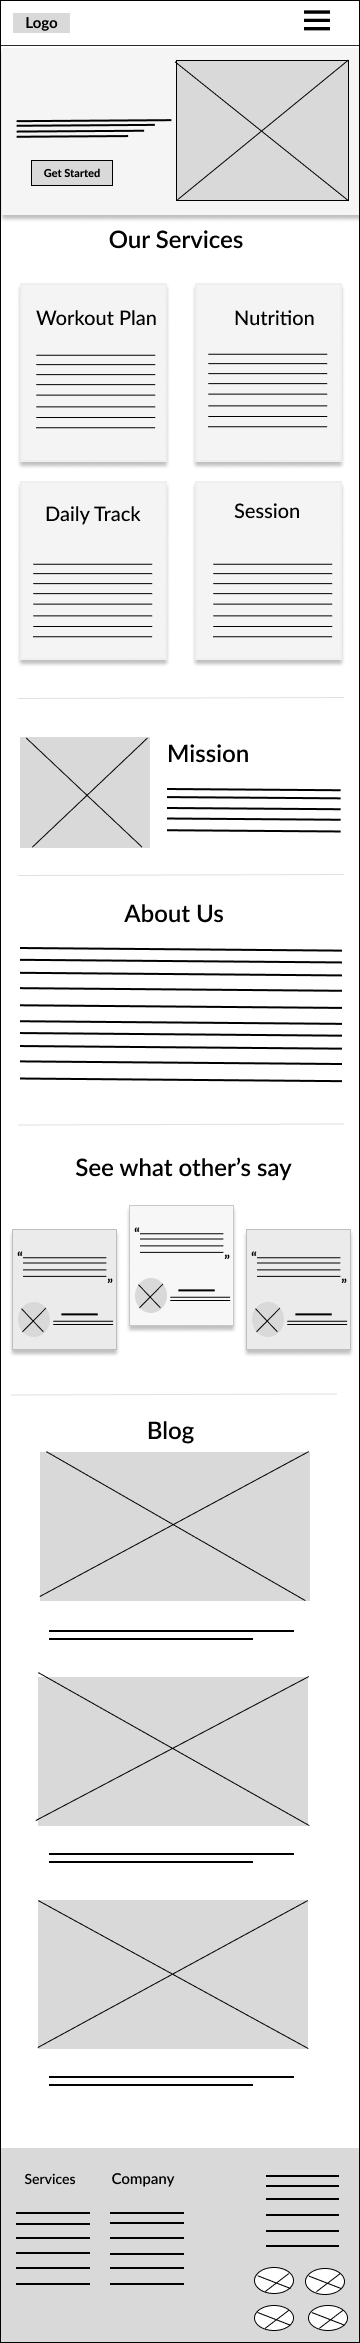 Logo
Get Started
Our Services
Workout Plan
Nutrition
Daily Track
Session
Mission
About Us
See what other's say
“
”
“
”
“
”
Blog
Services
Company